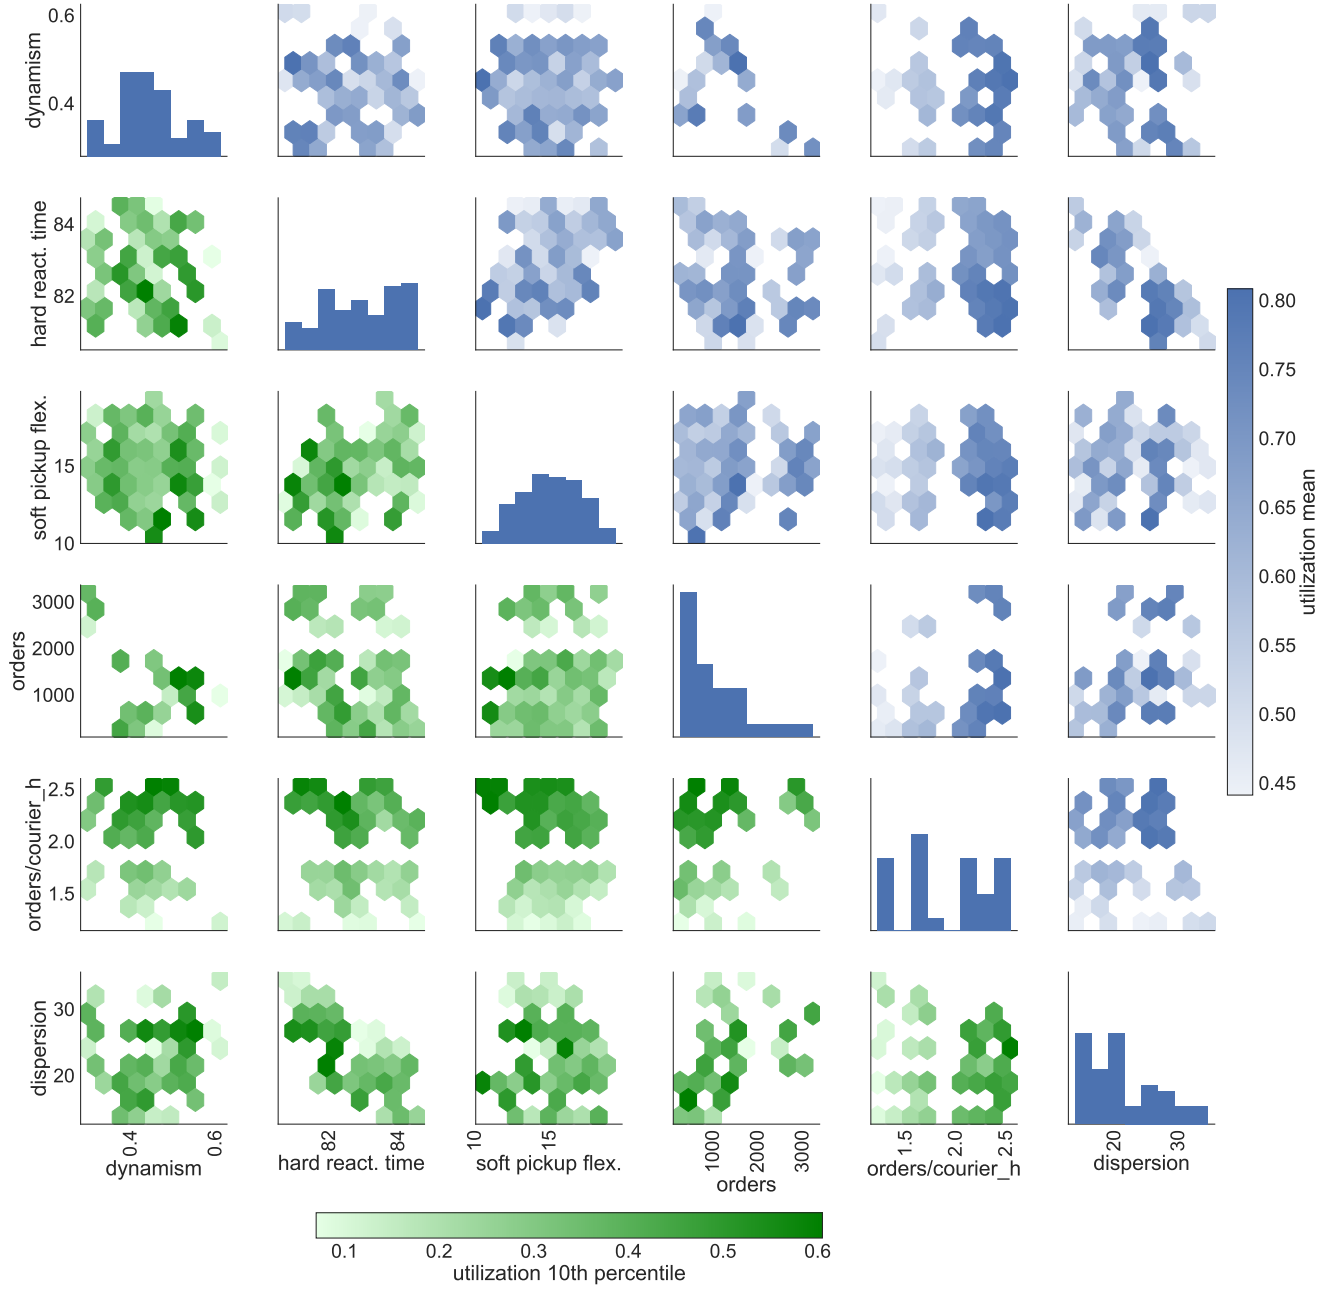 0.6
0.4
dynamism
84
82
hard react. time
15
10
soft pickup flex.
3000
2000
1000
orders
2.5
2.0
1.5
orders/courier_h
30
20
dispersion
0.4 0.6
dynamism
82 84
hard react. time
10 15
soft pickup flex.
1000 2000 3000
orders
1.5 2.0 2.5
orders/courier_h
20 30
dispersion
0.80
0.75
0.70
0.65
0.60
0.55
0.50
0.45
utilization mean
0.1 0.2 0.3 0.4 0.5 0.6
utilization 10th percentile